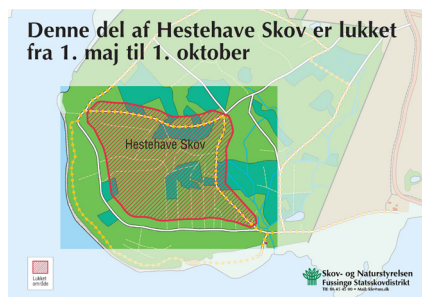 Denne del af Hestehave Skov er lukket
fra 1. maj til 1. oktober
Hestehave Skov
Lukket
område
Skov- og Naturstyrelsen
Fussingø Statsskovdistrikt